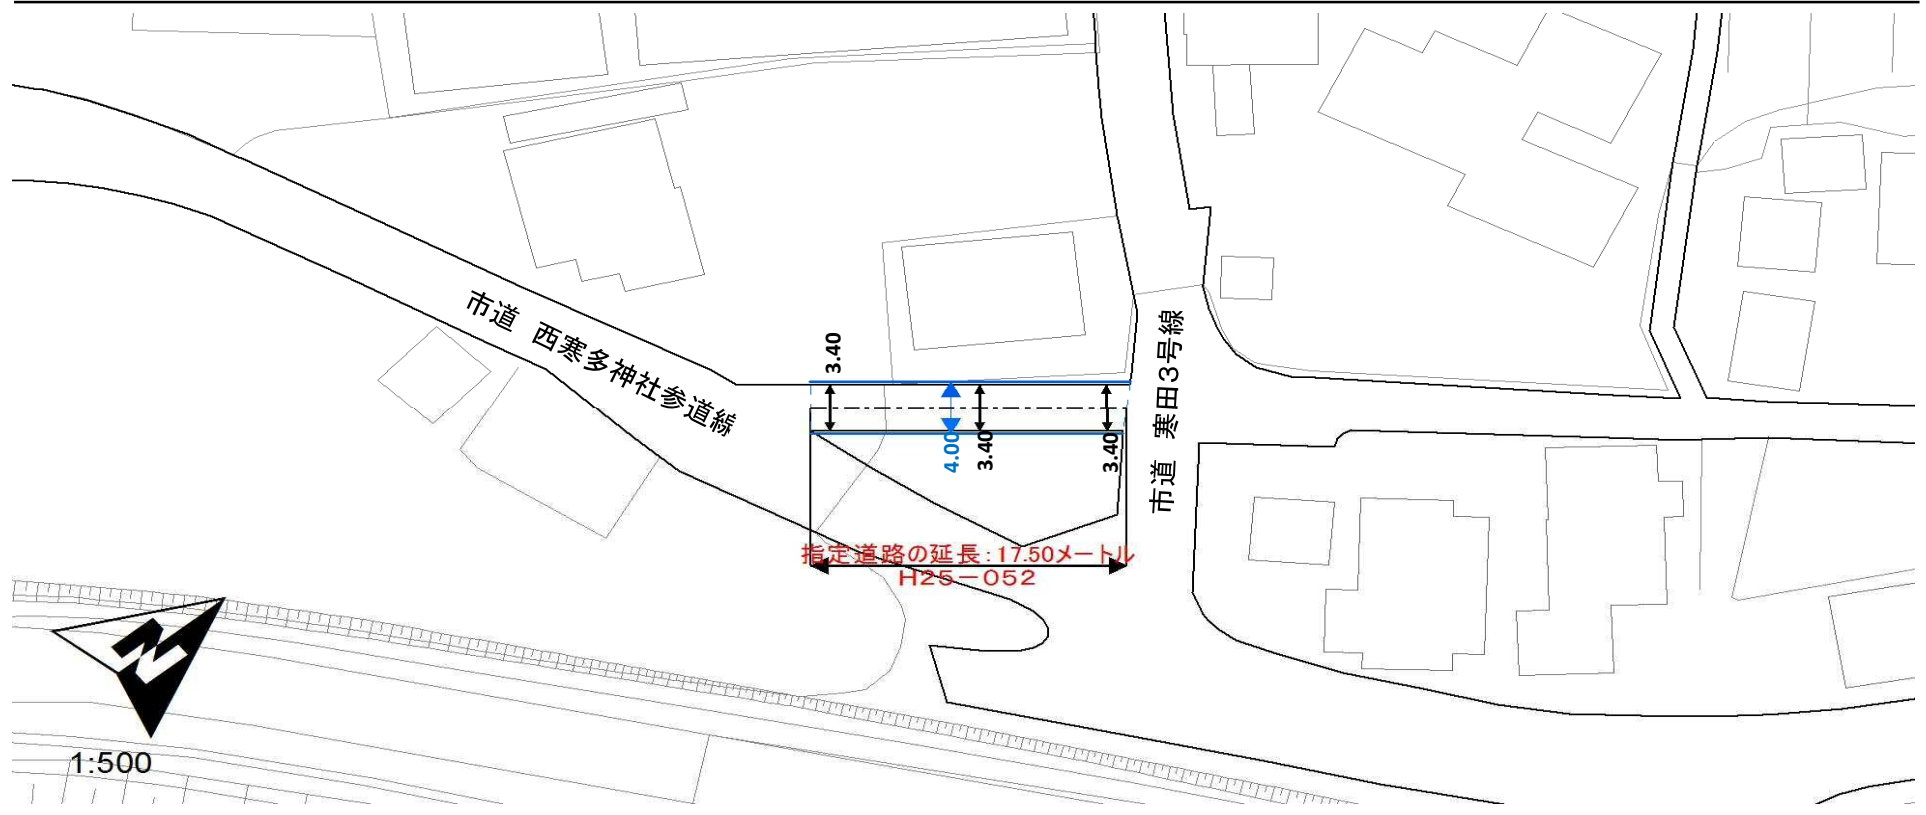 市道 西寒多神社参道線
3.40
4.00
3.40
3.40
市道 寒田3号線
指定道路の延長：17.50メートル
H25－052
N
1:500